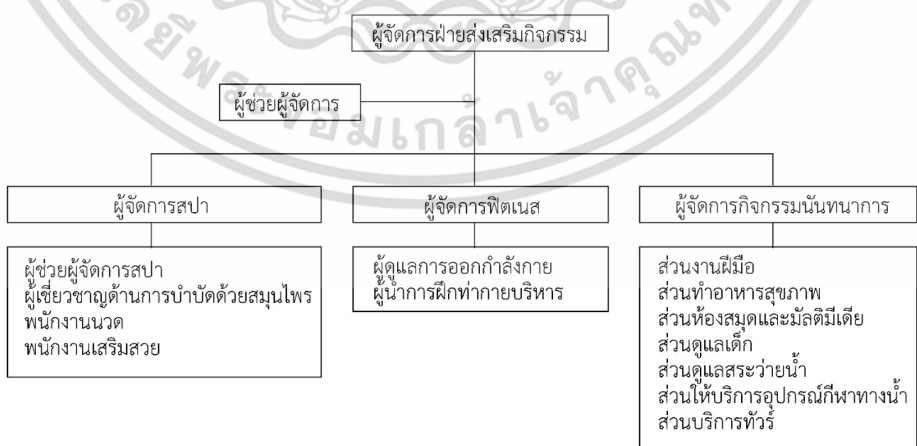 ผู้จัดการฝ่ายส่งเสริมกิจกรรม
ผู้ช่วยผู้จัดการ
ผู้จัดการสปา
ผู้ช่วยผู้จัดการสปา
ผู้เชี่ยวชาญด้านการบำบัดด้วยสมุนไพร
พนักงานนวด
พนักงานเสริมสวย
ผู้จัดการฟิตเนส
ผู้ดูแลการออกกำลังกาย
ผู้นำการฝึกท่ากายบริหาร
ผู้จัดการกิจกรรมนันทนาการ
ส่วนงานฝีมือ
ส่วนทำอาหารสุขภาพ
ส่วนห้องสมุดและมัลติมีเดีย
ส่วนดูแลเด็ก
ส่วนดูแลสระว่ายน้ำ
ส่วนให้บริการอุปกรณ์กีฬาทางน้ำ
ส่วนบริการทัวร์